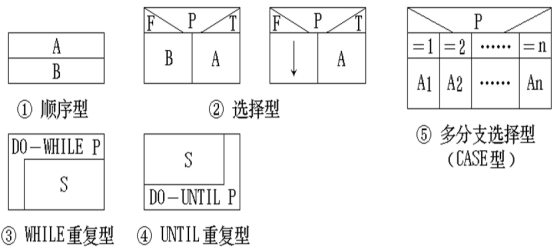 A
B
① 顺序型
F P T
B A
F P T
↓ A
② 选择型
P
=1 =2 …… =n
A1 A2 …… An
⑤ 多分支选择型
(CASE型)
DO-WHILE P
S
③ WHILE重复型
S
DO-UNTIL P
④ UNTIL重复型